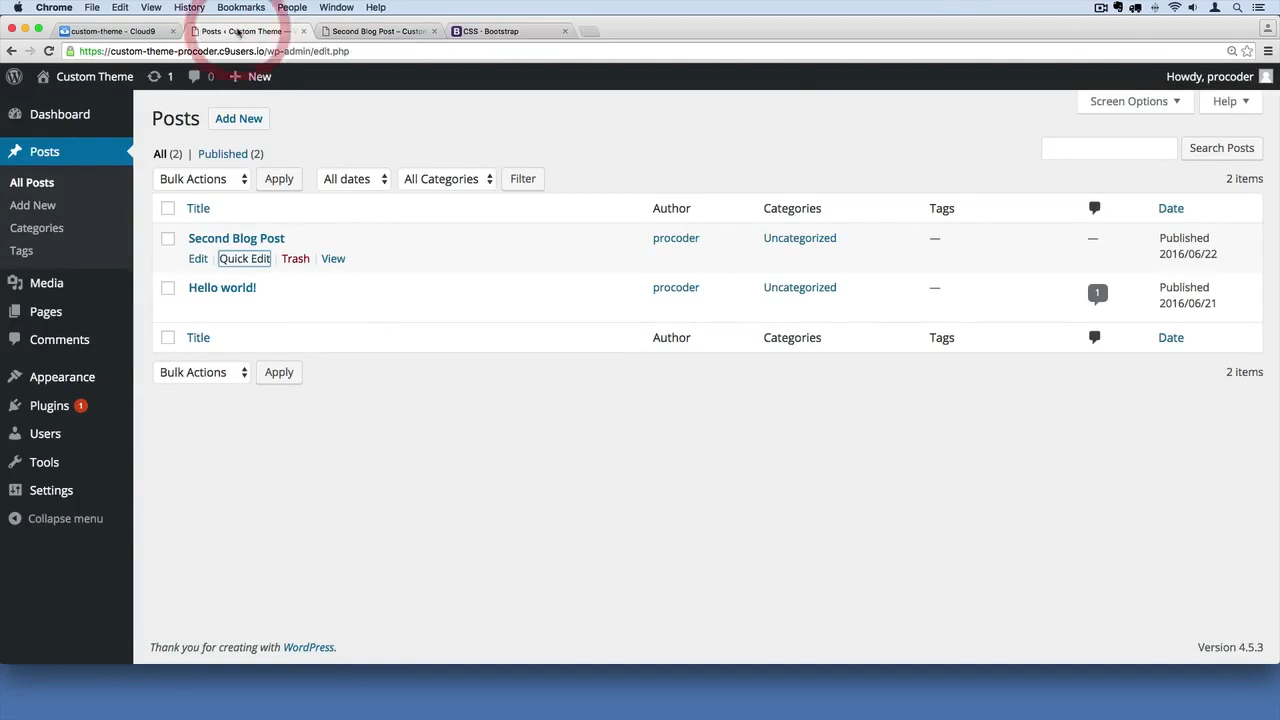 Chrome File Edit View History Bookmarks People Window Help
custom-theme - Cloud9 Posts ‹ Custom Theme — Second Blog Post – Custom CSS · Bootstrap
https://custom-theme-procoder.c9users.io/wp-admin/edit.php
Custom Theme 1 0 + New Howdy, procoder
Screen Options Help
Dashboard
Posts
All Posts
Add New
Categories
Tags
Media
Pages
Comments
Appearance
Plugins 1
Users
Tools
Settings
Collapse menu
Posts Add New
All (2) | Published (2)
Search Posts
Bulk Actions Apply All dates All Categories Filter 2 items
Title Author Categories Tags Date
Second Blog Post procoder Uncategorized — — Published
2016/06/22
Edit | Quick Edit | Trash | View
Hello world! procoder Uncategorized — 1 Published
2016/06/21
Title Author Categories Tags Date
Bulk Actions Apply 2 items
Thank you for creating with WordPress. Version 4.5.3